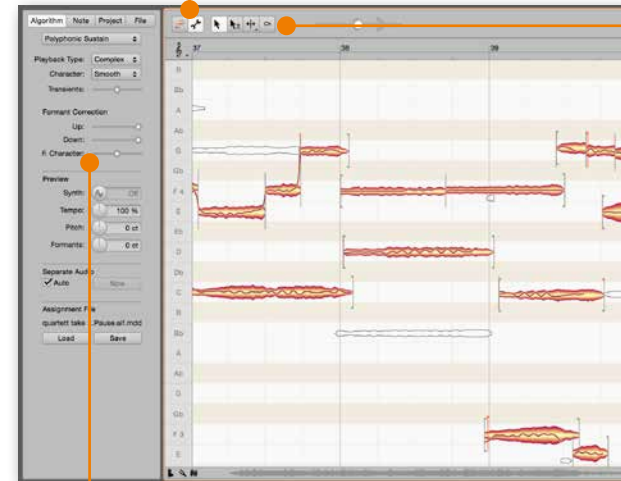 Algorithm Note Project File
Polyphonic Sustain
Playback Type: Complex
Character: Smooth
Transients:
Formant Correction
Up:
Down:
fl. Character:
Preview
Synth: Off
Tempo: 100 %
Pitch: 0 ct
Formants: 0 ct
Separate Audio
Auto Now
Assignment File
quartett take ..Pause.aif.mdd
Load Save
37 38 39
B
Bb
A
Ab
G
Gb
F 4
E
Eb
D
Db
C
B
Bb
A
Ab
G
Gb
F 3
E